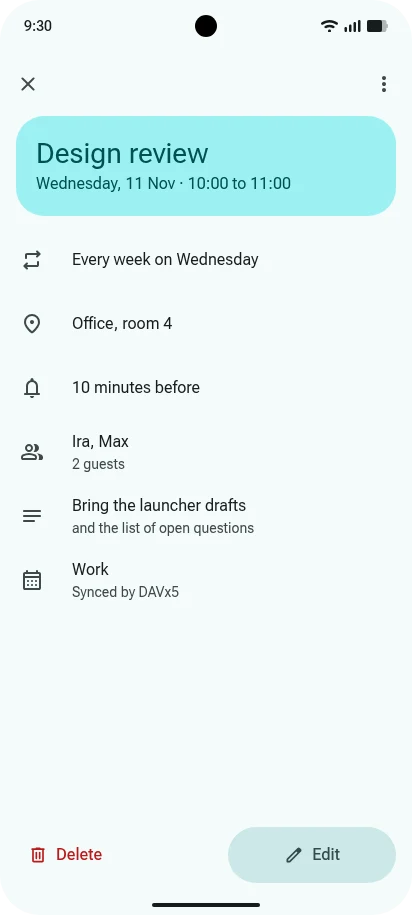 9:30
Design review
Wednesday, 11 Nov · 10:00 to 11:00
Every week on Wednesday
Office, room 4
10 minutes before
Ira, Max
2 guests
Bring the launcher drafts
and the list of open questions
Work
Synced by DAVx5
Delete
Edit